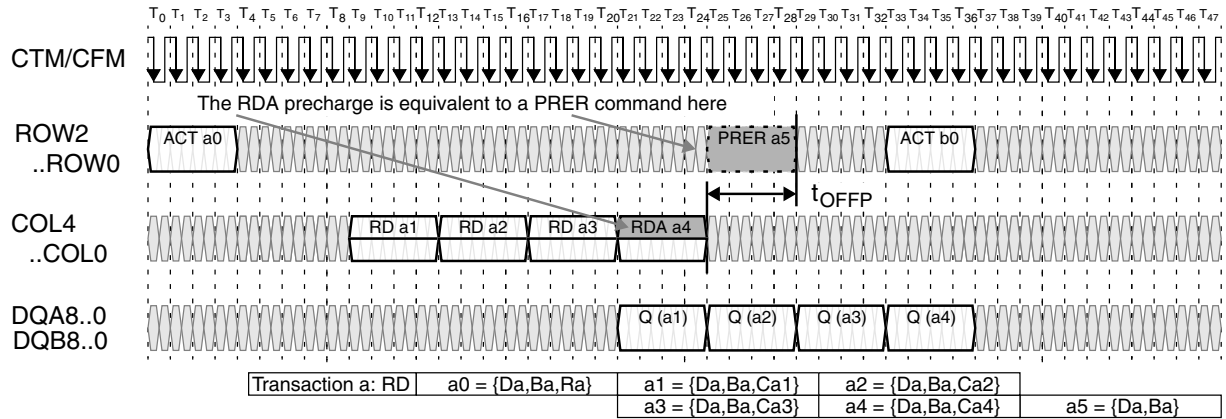 T0 T1 T2 T3 T4 T5 T6 T7 T8 T9 T10 T11 T12 T13 T14 T15 T16 T17 T18 T19 T20 T21 T22 T23 T24 T25 T26 T27 T28 T29 T30 T31 T32 T33 T34 T35 T36 T37 T38 T39 T40 T41 T42 T43 T44 T45 T46 T47
CTM/CFM
The RDA precharge is equivalent to a PRER command here
ROW2 ACT a0 PRER a5 ACT b0
..ROW0
tOFFP
COL4 RD a1 RD a2 RD a3 RDA a4
..COL0
DQA8..0 Q (a1) Q (a2) Q (a3) Q (a4)
DQB8..0
Transaction a: RD a0 = {Da,Ba,Ra} a1 = {Da,Ba,Ca1} a2 = {Da,Ba,Ca2}
a3 = {Da,Ba,Ca3} a4 = {Da,Ba,Ca4} a5 = {Da,Ba}